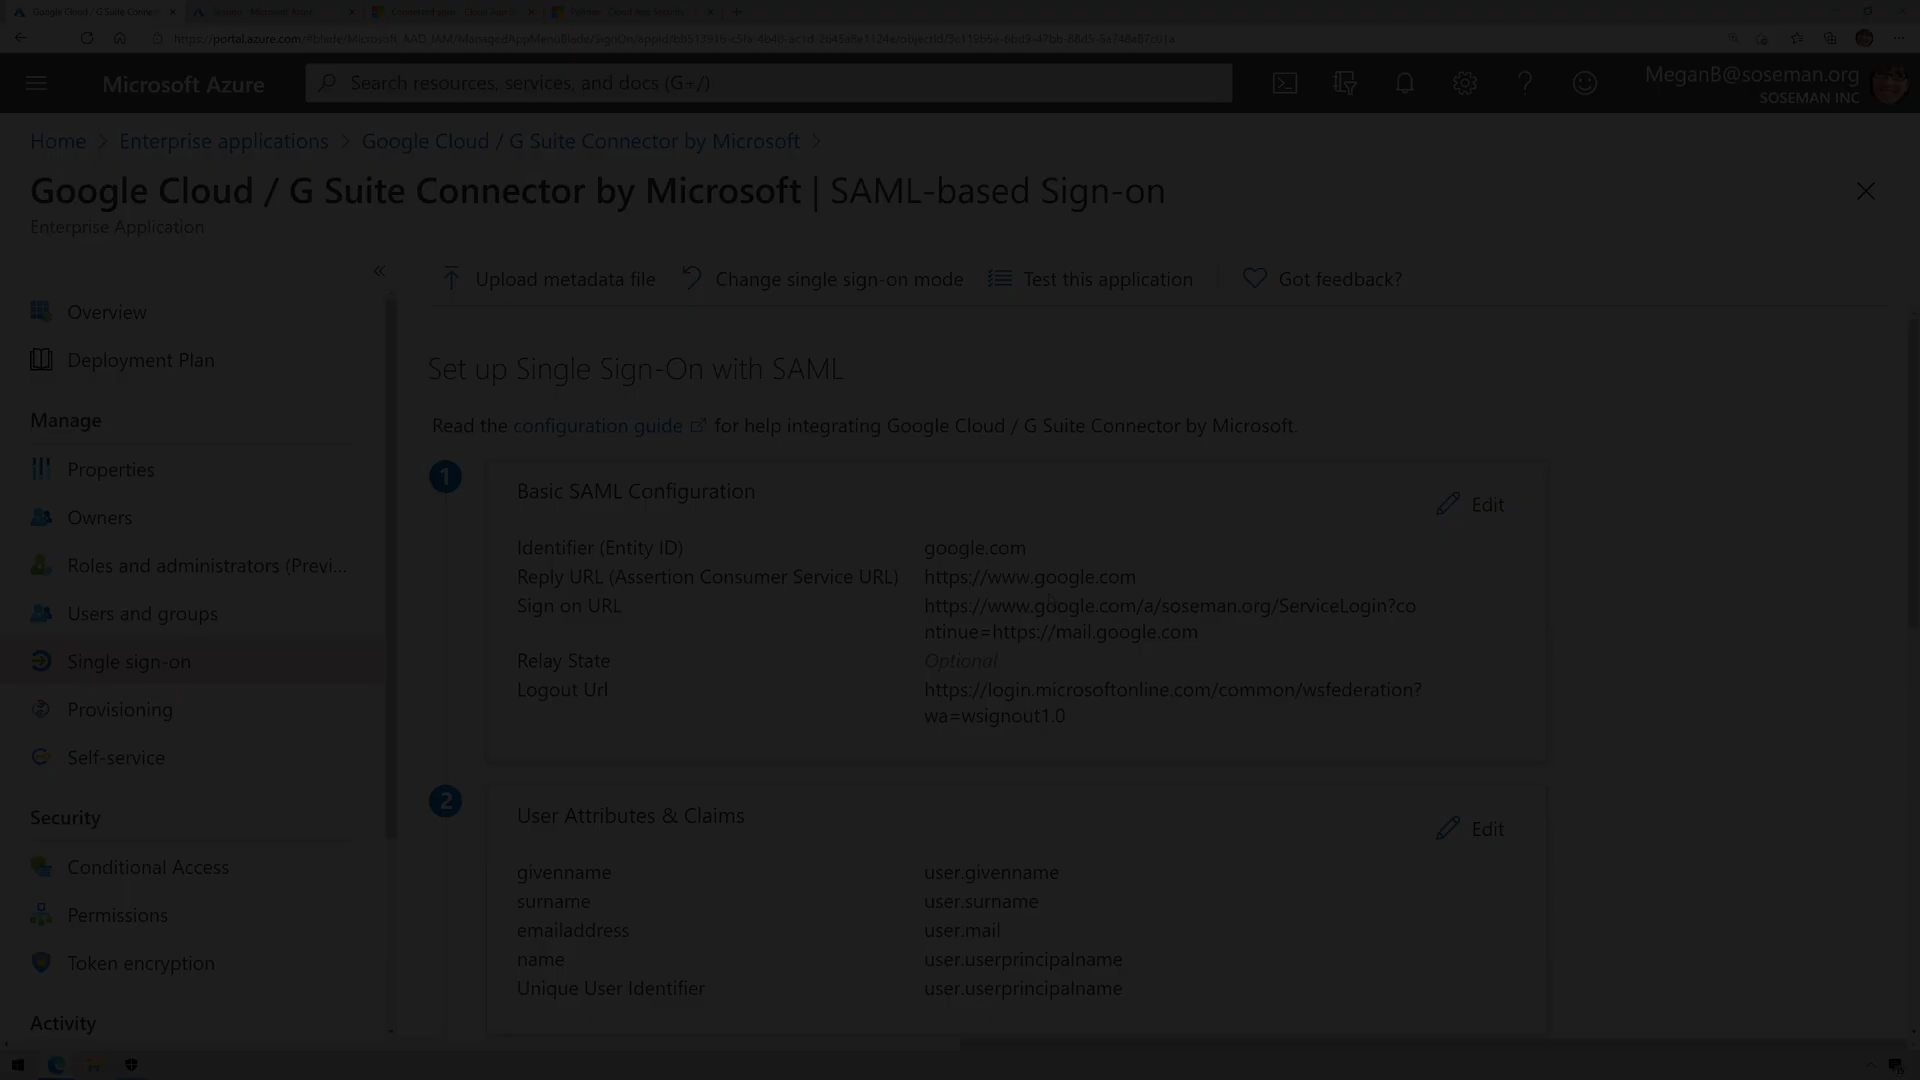 Google Cloud / G Suite Connec
Microsoft Azure
Search resources, services, and docs (G+/)
MeganB@soseman.org
SOSEMAN INC
Home > Enterprise applications > Google Cloud / G Suite Connector by Microsoft >
Google Cloud / G Suite Connector by Microsoft | SAML-based Sign-on
Enterprise Application
Upload metadata file
Change single sign-on mode
Test this application
Got feedback?
Overview
Deployment Plan
Manage
Properties
Owners
Roles and administrators (Previ...
Users and groups
Single sign-on
Provisioning
Self-service
Security
Conditional Access
Permissions
Token encryption
Activity
Set up Single Sign-On with SAML
Read the configuration guide for help integrating Google Cloud / G Suite Connector by Microsoft.
1
Basic SAML Configuration
Edit
Identifier (Entity ID) google.com
Reply URL (Assertion Consumer Service URL) https://www.google.com
Sign on URL https://www.google.com/a/soseman.org/ServiceLogin?co
ntinue=https://mail.google.com
Relay State Optional
Logout Url https://login.microsoftonline.com/common/wsfederation?
wa=wsignout1.0
2
User Attributes & Claims
Edit
givenname user.givenname
surname user.surname
emailaddress user.mail
name user.userprincipalname
Unique User Identifier user.userprincipalname